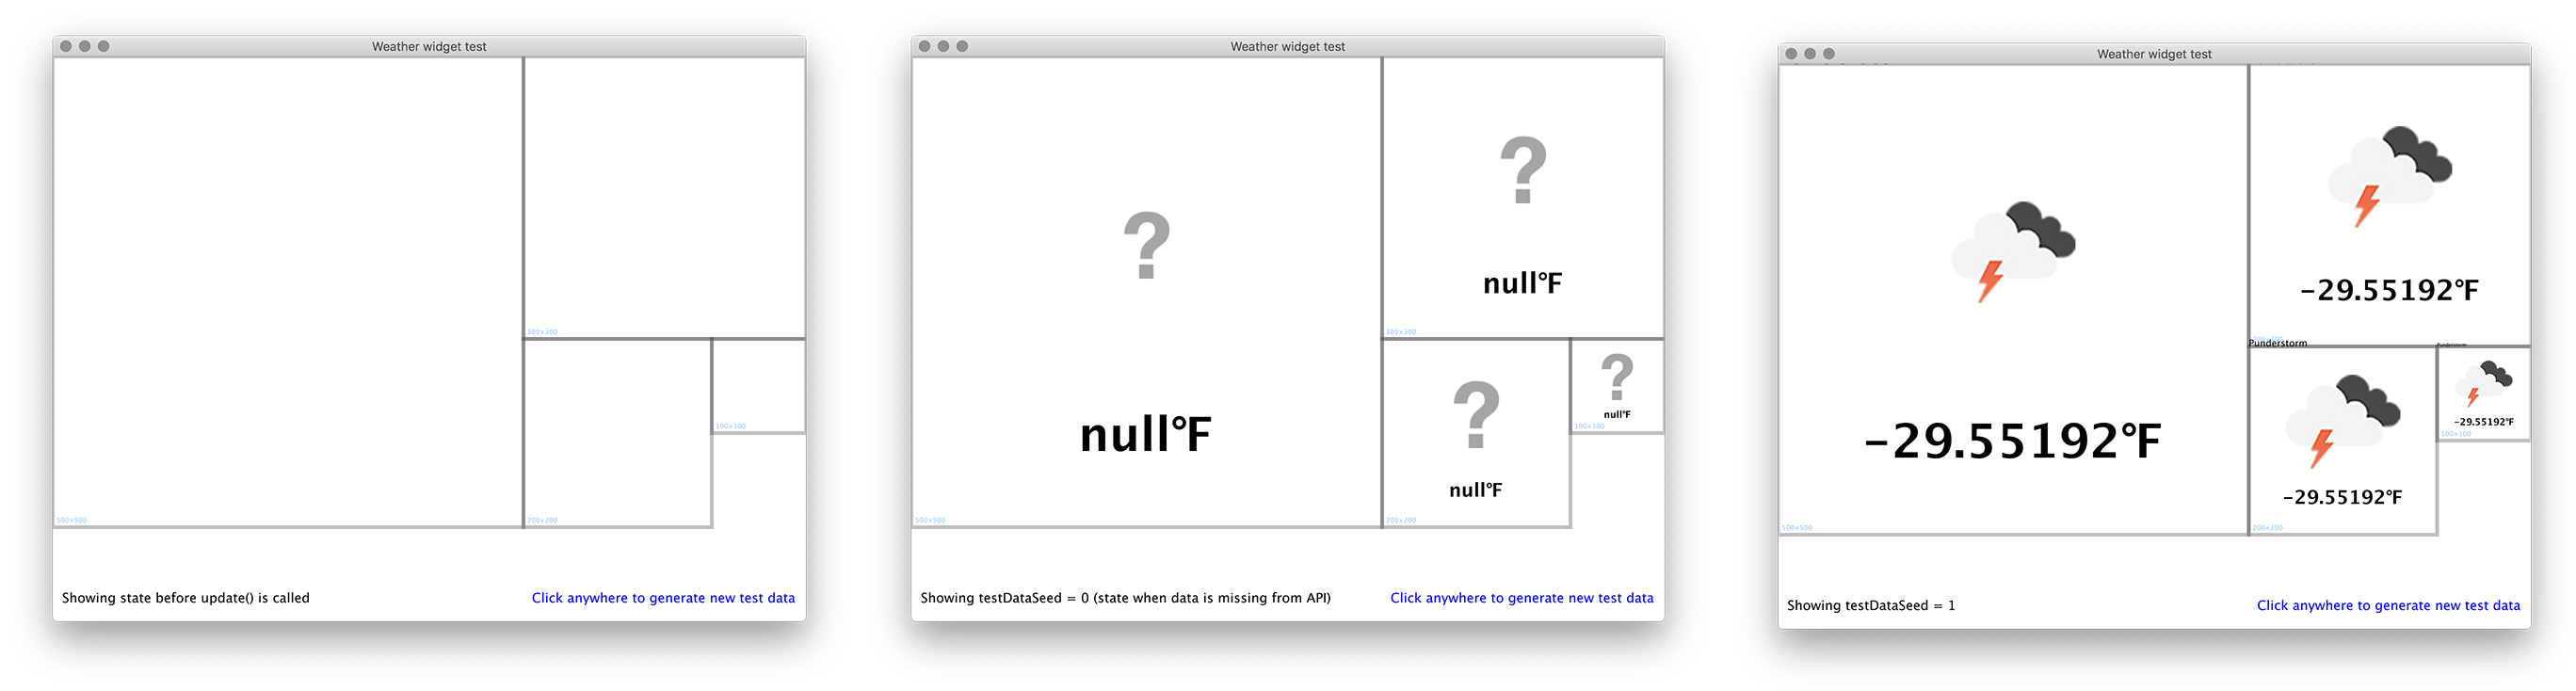 Weather widget test
300×300
100×100
500×500
200×200
Showing state before update() is called
Click anywhere to generate new test data
Weather widget test
?
?
null°F
300×300
?
?
null°F
100×100
null°F
null°F
500×500
200×200
Showing testDataSeed = 0 (state when data is missing from API)
Click anywhere to generate new test data
Weather widget test
-29.55192°F
Punderstorm
-29.55192°F
100×100
-29.55192°F
-29.55192°F
500×500
200×200
Showing testDataSeed = 1
Click anywhere to generate new test data